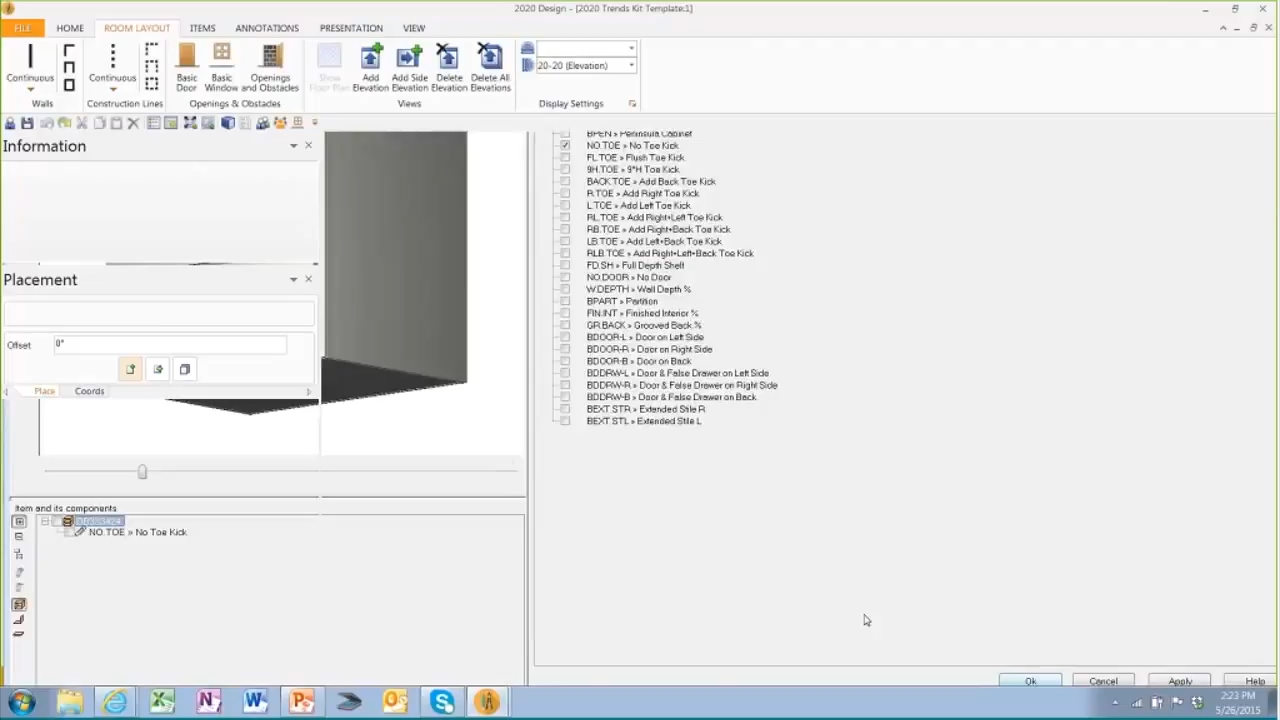 2020 Design - [2020 Trends Kit Template:1]
FILE HOME ROOM LAYOUT ITEMS ANNOTATIONS PRESENTATION VIEW
Continuous Continuous Basic Door Basic Window Openings and Obstacles Show Floor Plan Add Elevation Add Side Elevation Delete Elevation Delete All Elevations 20-20 (Elevation)
Walls Construction Lines Openings & Obstacles Views Display Settings
Information
Placement
Offset 0"
Place Coords
BPEN » Peninsula Cabinet
NO.TOE » No Toe Kick
FL.TOE » Flush Toe Kick
9H.TOE » 9"H Toe Kick
BACK.TOE » Add Back Toe Kick
R.TOE » Add Right Toe Kick
L.TOE » Add Left Toe Kick
RL.TOE » Add Right+Left Toe Kick
RB.TOE » Add Right+Back Toe Kick
LB.TOE » Add Left+Back Toe Kick
RLB.TOE » Add Right+Left+Back Toe Kick
FD.SH » Full Depth Shelf
NO.DOOR » No Door
W.DEPTH » Wall Depth %
BPART » Partition
FIN.INT » Finished Interior %
GR.BACK » Grooved Back %
BDOOR-L » Door on Left Side
BDOOR-R » Door on Right Side
BDOOR-B » Door on Back
BDDRW-L » Door & False Drawer on Left Side
BDDRW-R » Door & False Drawer on Right Side
BDDRW-B » Door & False Drawer on Back
BEXT.STR » Extended Stile R
BEXT STL » Extended Stile L
Item and its components
NO.TOE » No Toe Kick
Ok Cancel Apply Help
2:23 PM
5/26/2015